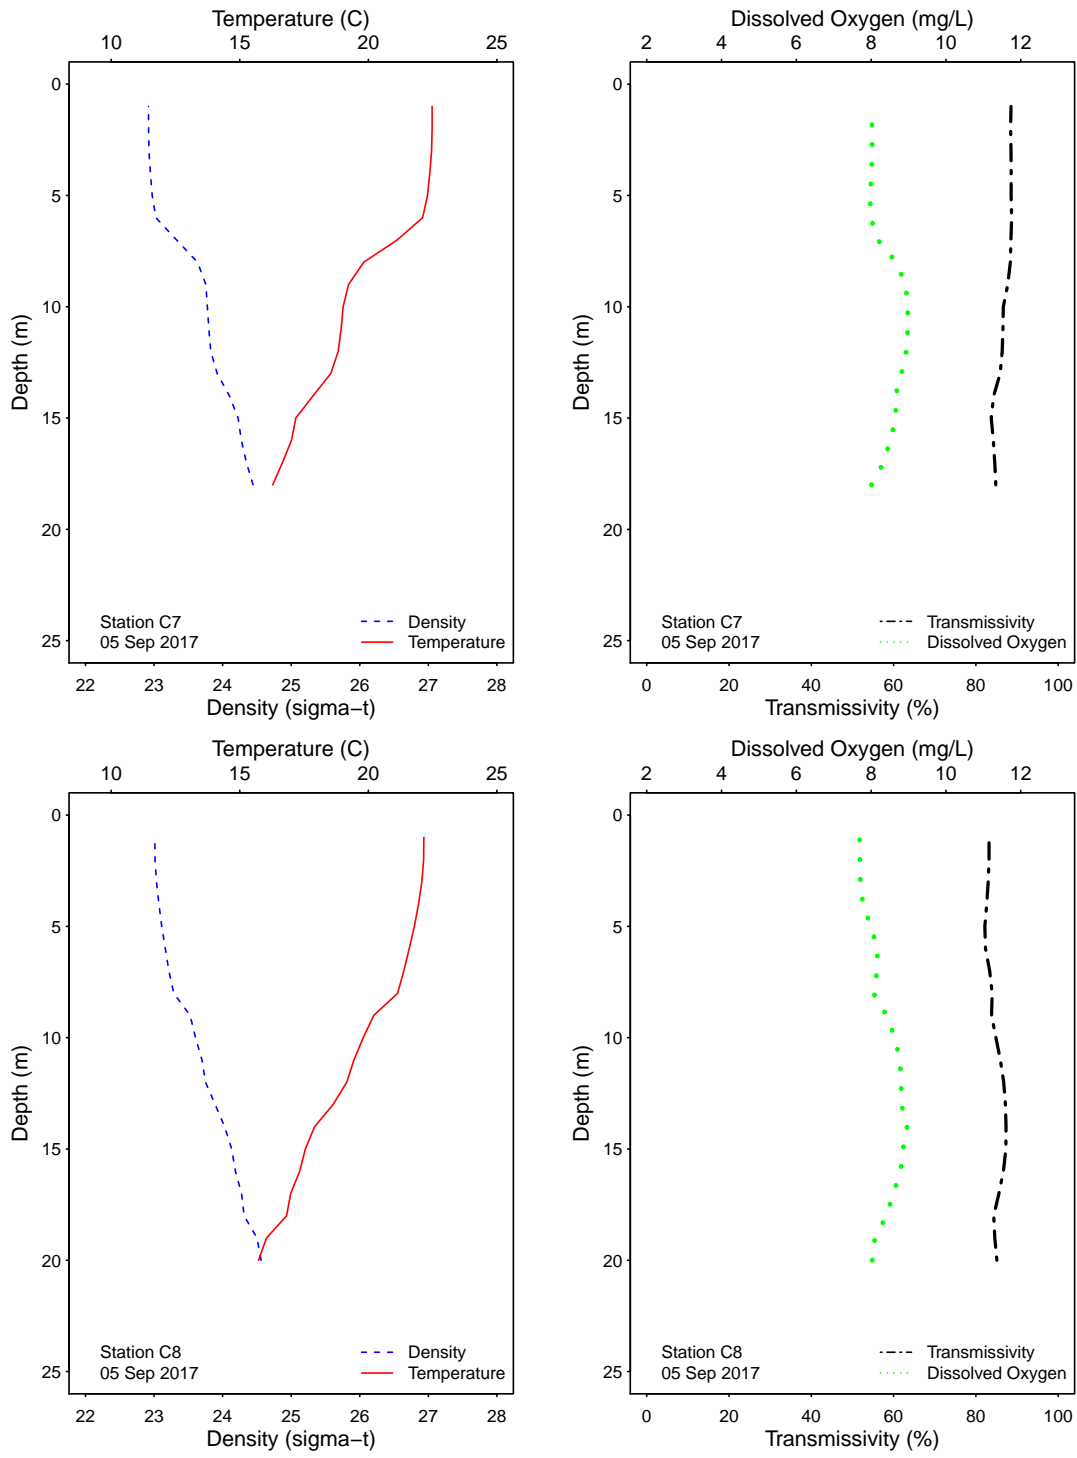 Temperature (C)
10 15 20 25
0
5
10
15
20
25
Depth (m)
Station C7
05 Sep 2017
Density
Temperature
22 23 24 25 26 27 28
Density (sigma−t)
Dissolved Oxygen (mg/L)
2 4 6 8 10 12
0
5
10
15
20
25
Depth (m)
Station C7
05 Sep 2017
Transmissivity
Dissolved Oxygen
0 20 40 60 80 100
Transmissivity (%)
Temperature (C)
10 15 20 25
0
5
10
15
20
25
Depth (m)
Station C8
05 Sep 2017
Density
Temperature
22 23 24 25 26 27 28
Density (sigma−t)
Dissolved Oxygen (mg/L)
2 4 6 8 10 12
0
5
10
15
20
25
Depth (m)
Station C8
05 Sep 2017
Transmissivity
Dissolved Oxygen
0 20 40 60 80 100
Transmissivity (%)